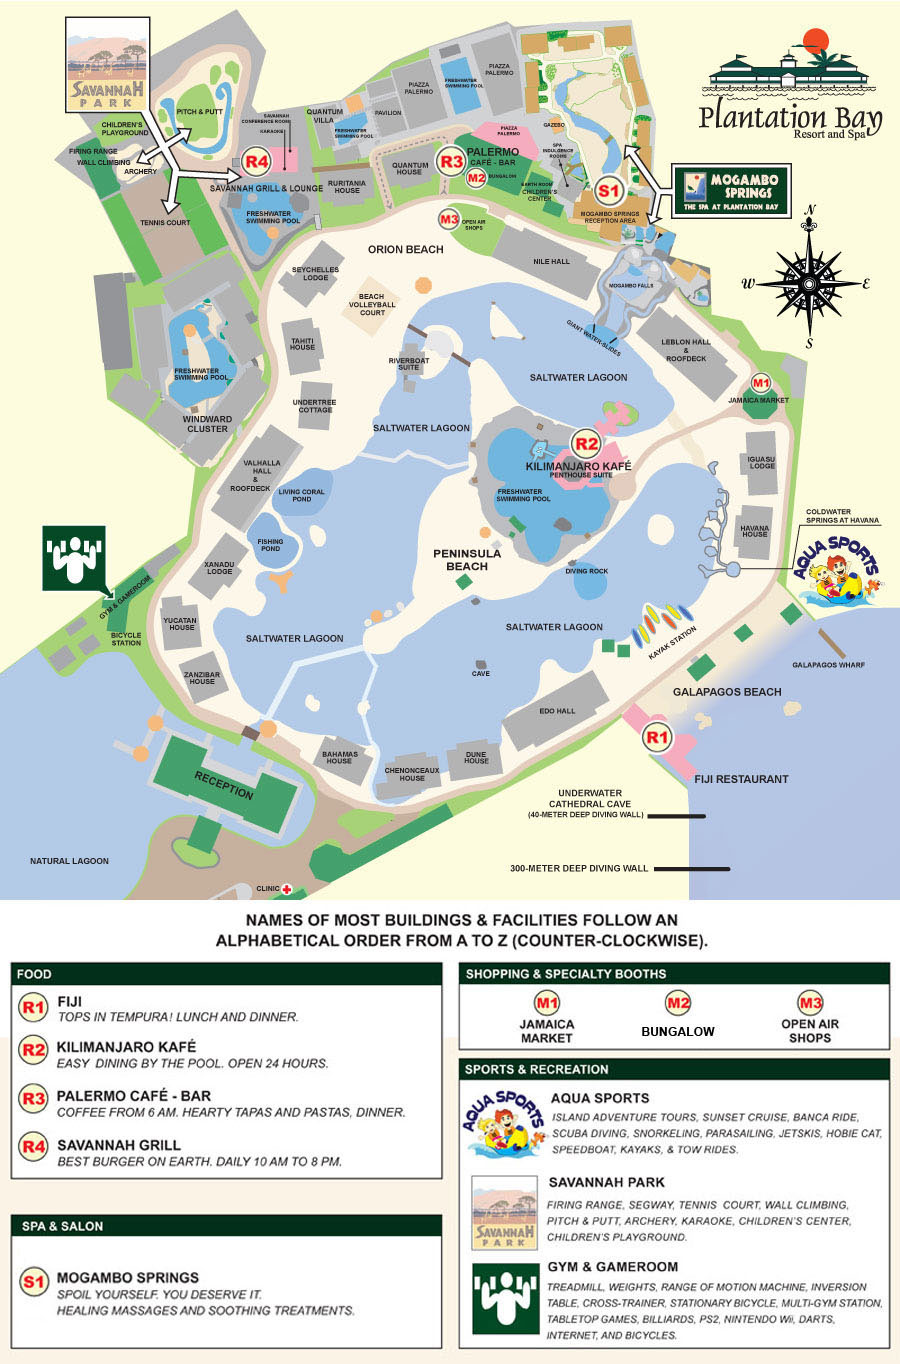 SAVANNAH
PARK
PITCH & PUTT
CHILDREN'S
PLAYGROUND
FIRING RANGE
WALL CLIMBING
ARCHERY
TENNIS COURT
SAVANNAH
CONFERENCE ROOM
KARAOKE
R4
SAVANNAH GRILL & LOUNGE
FRESHWATER
SWIMMING POOL
QUANTUM
VILLA
FRESHWATER
SWIMMING POOL
PAVILION
PIAZZA
PALERMO
FRESHWATER
SWIMMING POOL
PIAZZA
PALERMO
PIAZZA
PALERMO
RURITANIA
HOUSE
QUANTUM
HOUSE
R3
PALERMO
CAFÉ - BAR
M2
BUNGALOW
EARTH ROOM
CHILDREN'S
CENTER
GAZEBO
SPA
INDULGENCE
ROOMS
S1
MOGAMBO SPRINGS
RECEPTION AREA
Plantation Bay
Resort and Spa
MOGAMBO
SPRINGS
THE SPA AT PLANTATION BAY
N
W
E
S
M3
OPEN AIR
SHOPS
ORION BEACH
NILE HALL
MOGAMBO FALLS
GIANT WATER-SLIDES
SEYCHELLES
LODGE
BEACH
VOLLEYBALL
COURT
TAHITI
HOUSE
RIVERBOAT
SUITE
LEBLON HALL
&
ROOFDECK
M1
JAMAICA MARKET
FRESHWATER
SWIMMING POOL
WINDWARD
CLUSTER
UNDERTREE
COTTAGE
SALTWATER LAGOON
SALTWATER LAGOON
R2
KILIMANJARO KAFÉ
PENTHOUSE SUITE
FRESHWATER
SWIMMING POOL
IGUASU
LODGE
VALHALLA
HALL
&
ROOFDECK
LIVING CORAL
POND
FISHING
POND
HAVANA
HOUSE
COLDWATER
SPRINGS AT HAVANA
AQUA SPORTS
PENINSULA
BEACH
DIVING ROCK
XANADU
LODGE
GYM & GAMEROOM
BICYCLE
STATION
YUCATAN
HOUSE
SALTWATER LAGOON
SALTWATER LAGOON
KAYAK STATION
GALAPAGOS WHARF
ZANZIBAR
HOUSE
CAVE
GALAPAGOS BEACH
EDO HALL
R1
FIJI RESTAURANT
BAHAMAS
HOUSE
CHENONCEAUX
HOUSE
DUNE
HOUSE
RECEPTION
UNDERWATER
CATHEDRAL CAVE
(40-METER DEEP DIVING WALL)
NATURAL LAGOON
300-METER DEEP DIVING WALL
CLINIC
NAMES OF MOST BUILDINGS & FACILITIES FOLLOW AN
ALPHABETICAL ORDER FROM A TO Z (COUNTER-CLOCKWISE).
FOOD
R1
FIJI
TOPS IN TEMPURA! LUNCH AND DINNER.
R2
KILIMANJARO KAFÉ
EASY DINING BY THE POOL. OPEN 24 HOURS.
R3
PALERMO CAFÉ - BAR
COFFEE FROM 6 AM. HEARTY TAPAS AND PASTAS, DINNER.
R4
SAVANNAH GRILL
BEST BURGER ON EARTH. DAILY 10 AM TO 8 PM.
SPA & SALON
S1
MOGAMBO SPRINGS
SPOIL YOURSELF. YOU DESERVE IT.
HEALING MASSAGES AND SOOTHING TREATMENTS.
SHOPPING & SPECIALTY BOOTHS
M1
JAMAICA
MARKET
M2
BUNGALOW
M3
OPEN AIR
SHOPS
SPORTS & RECREATION
AQUA SPORTS
AQUA SPORTS
ISLAND ADVENTURE TOURS, SUNSET CRUISE, BANCA RIDE,
SCUBA DIVING, SNORKELING, PARASAILING, JETSKIS, HOBIE CAT,
SPEEDBOAT, KAYAKS, & TOW RIDES.
SAVANNAH
PARK
SAVANNAH PARK
FIRING RANGE, SEGWAY, TENNIS COURT, WALL CLIMBING,
PITCH & PUTT, ARCHERY, KARAOKE, CHILDREN'S CENTER,
CHILDREN'S PLAYGROUND.
GYM & GAMEROOM
TREADMILL, WEIGHTS, RANGE OF MOTION MACHINE, INVERSION
TABLE, CROSS-TRAINER, STATIONARY BICYCLE, MULTI-GYM STATION,
TABLETOP GAMES, BILLIARDS, PS2, NINTENDO Wii, DARTS,
INTERNET, AND BICYCLES.